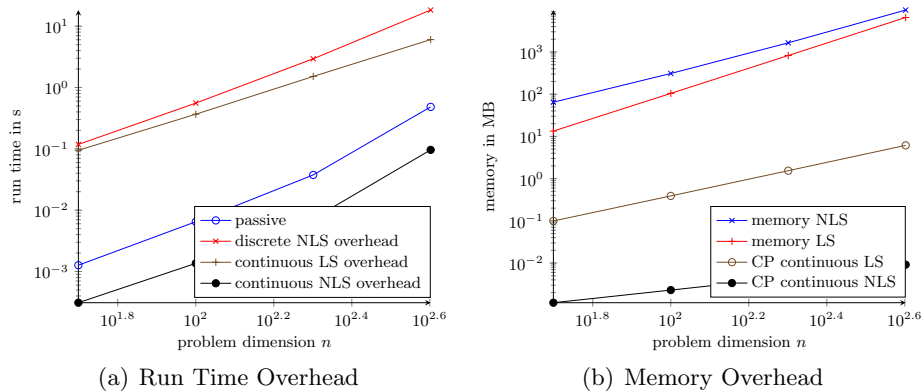 10^1
10^0
10^−1
10^−2
10^−3
run time in s
passive
discrete NLS overhead
continuous LS overhead
continuous NLS overhead
10^1.8
10^2
10^2.2
10^2.4
10^2.6
problem dimension n
(a) Run Time Overhead
10^3
10^2
10^1
10^0
10^−1
10^−2
memory in MB
memory NLS
memory LS
CP continuous LS
CP continuous NLS
10^1.8
10^2
10^2.2
10^2.4
10^2.6
problem dimension n
(b) Memory Overhead